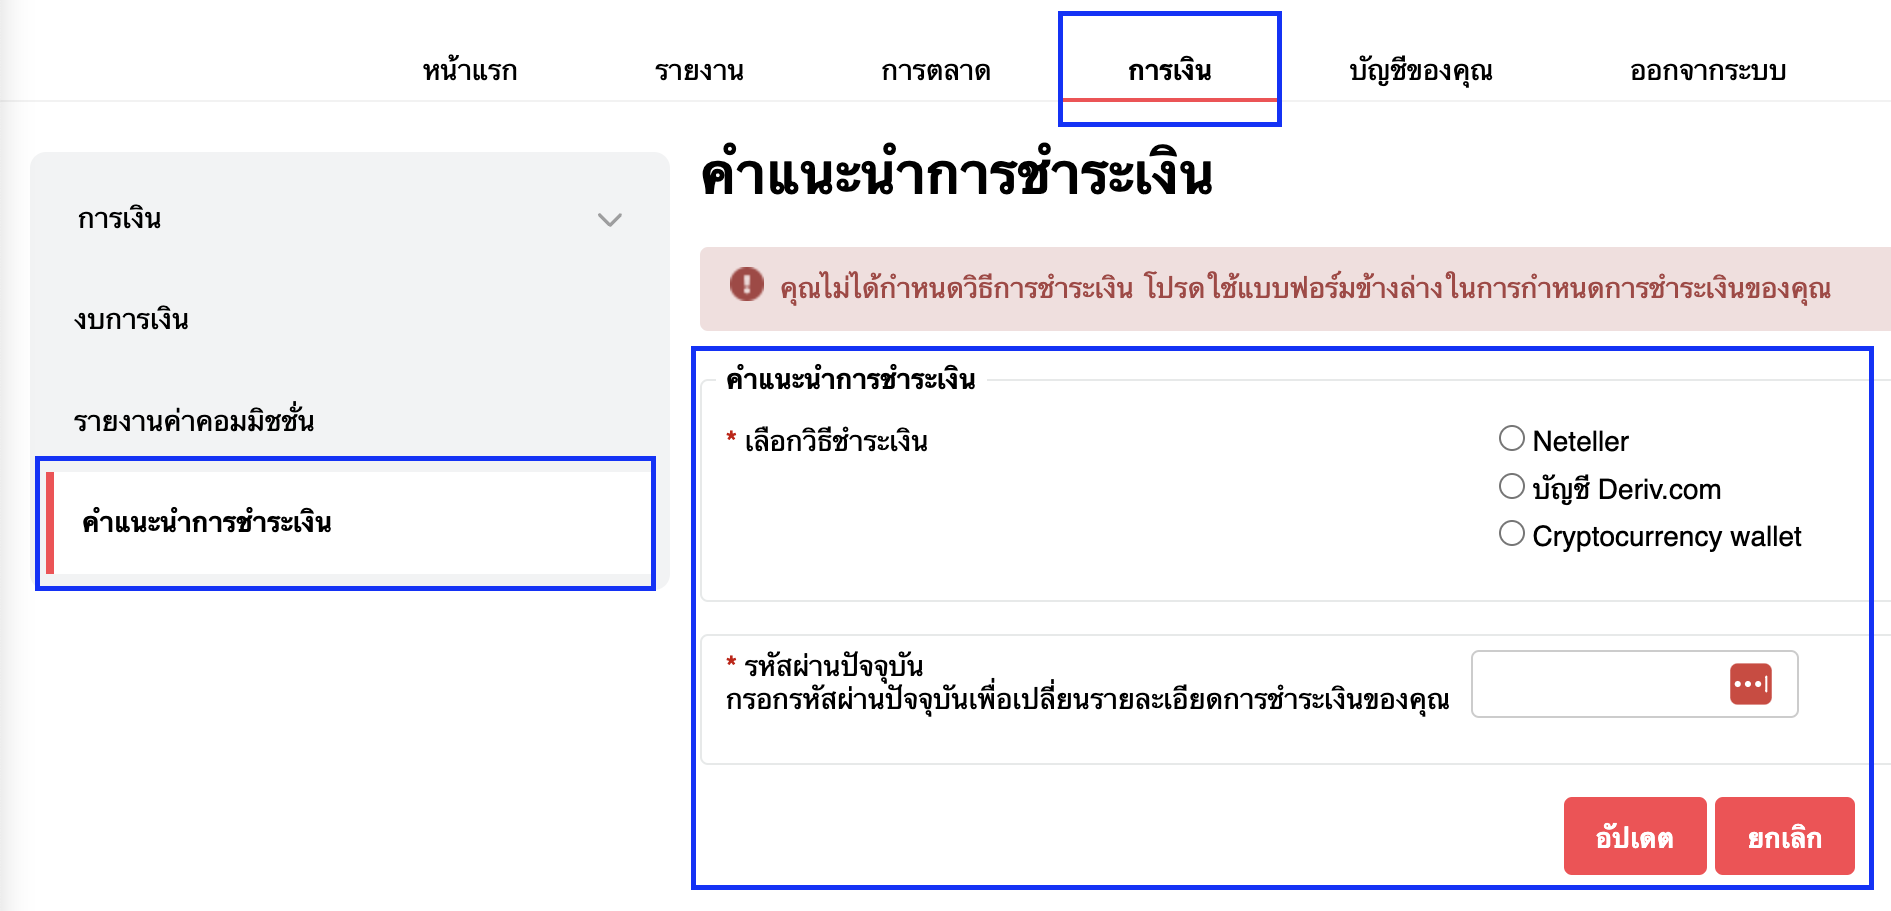 หน้าแรก รายงาน การตลาด การเงิน บัญชีของคุณ ออกจากระบบ
การเงิน
งบการเงิน
รายงานค่าคอมมิชชั่น
คำแนะนำการชำระเงิน
คำแนะนำการชำระเงิน
คุณไม่ได้กำหนดวิธีการชำระเงิน โปรดใช้แบบฟอร์มข้างล่างในการกำหนดการชำระเงินของคุณ
คำแนะนำการชำระเงิน
* เลือกวิธีชำระเงิน
Neteller
บัญชี Deriv.com
Cryptocurrency wallet
* รหัสผ่านปัจจุบัน
กรอกรหัสผ่านปัจจุบันเพื่อเปลี่ยนรายละเอียดการชำระเงินของคุณ
อัปเดต ยกเลิก